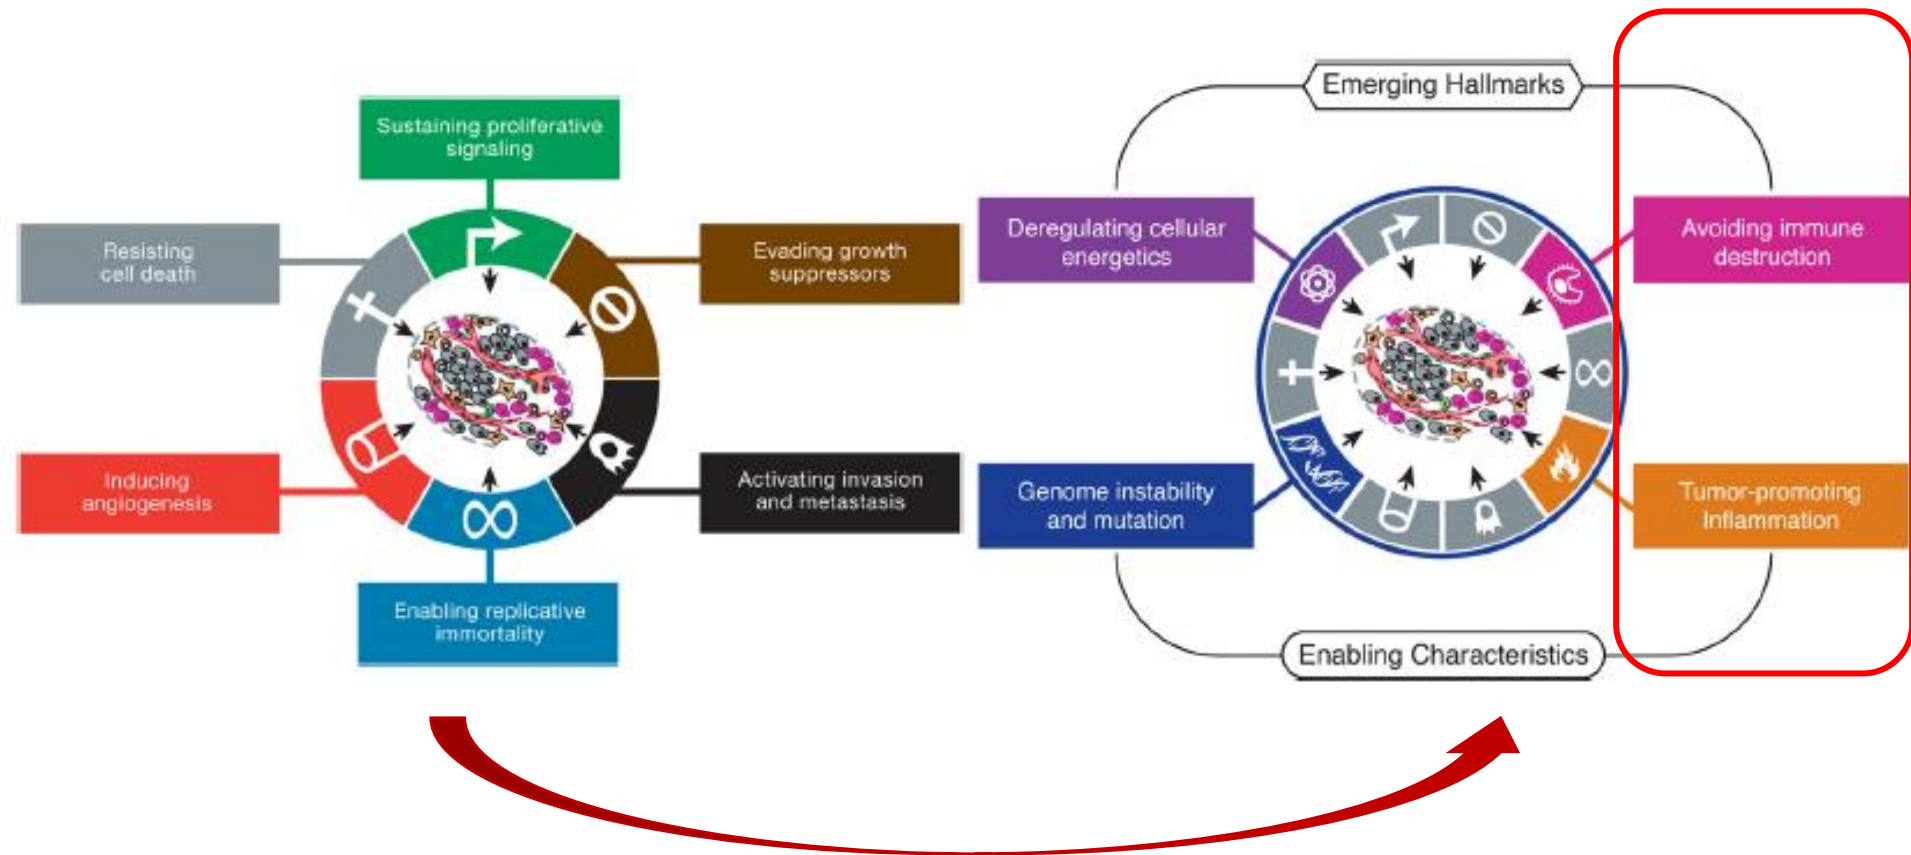 Sustaining proliferative
signaling
Resisting
cell death
Evading growth
suppressors
Inducing
angiogenesis
Activating invasion
and metastasis
Enabling replicative
immortality
Emerging Hallmarks
Deregulating cellular
energetics
Avoiding immune
destruction
Genome instability
and mutation
Tumor-promoting
Inflammation
Enabling Characteristics